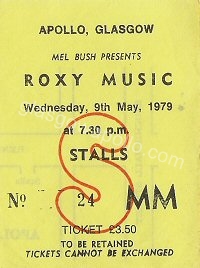 APOLLO, GLASGOW
MEL BUSH PRESENTS
ROXY MUSIC
Wednesday, 9th May, 1979
at 7.30 p.m.
STALLS
S
No 24 MM
TICKET £3.50
TO BE RETAINED
TICKETS CANNOT BE EXCHANGED